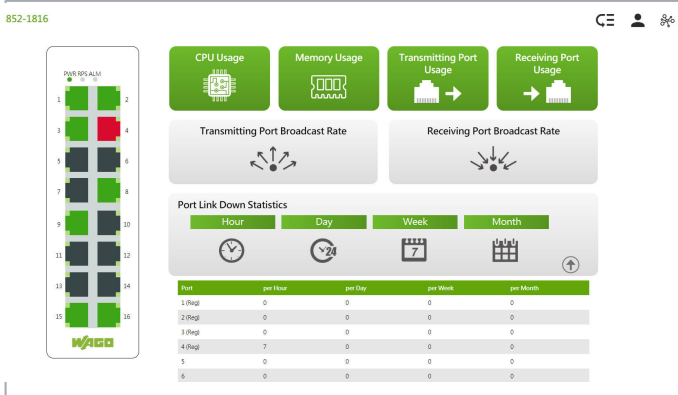 852-1816
PWR RPS ALM
1 2
3 4
5 6
7 8
9 10
11 12
13 14
15 16
WAGO
CPU Usage
Memory Usage
Transmitting Port
Usage
Receiving Port
Usage
Transmitting Port Broadcast Rate
Receiving Port Broadcast Rate
Port Link Down Statistics
Hour Day Week Month
24 7
Port per Hour per Day per Week per Month
1 (Reg) 0 0 0 0
2 (Reg) 0 0 0 0
3 (Reg) 0 0 0 0
4 (Reg) 7 0 0 0
5 0 0 0 0
6 0 0 0 0